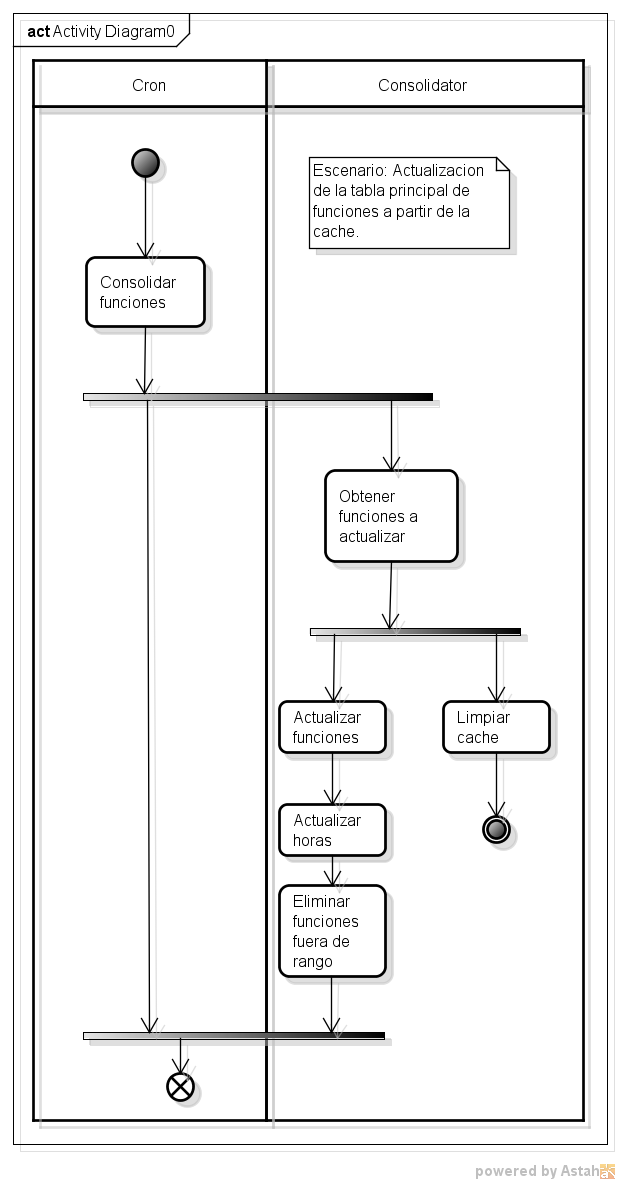 act Activity Diagram0
Cron
Consolidator
Escenario: Actualizacion
de la tabla principal de
funciones a partir de la
cache.
Consolidar
funciones
Obtener
funciones a
actualizar
Actualizar
funciones
Limpiar
cache
Actualizar
horas
Eliminar
funciones
fuera de
rango
powered by Astah